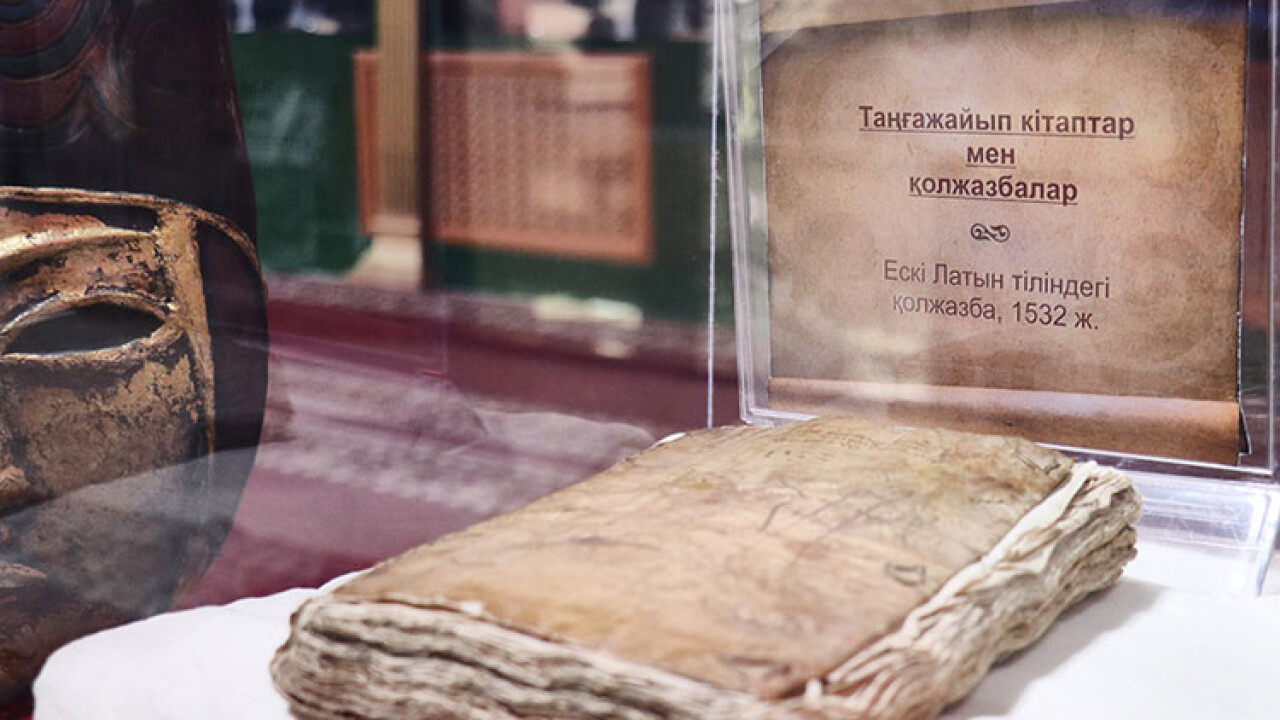 Таңғажайып кітаптар
мен
қолжазбалар
Ескі Латын тіліндегі
қолжазба, 1532 ж.